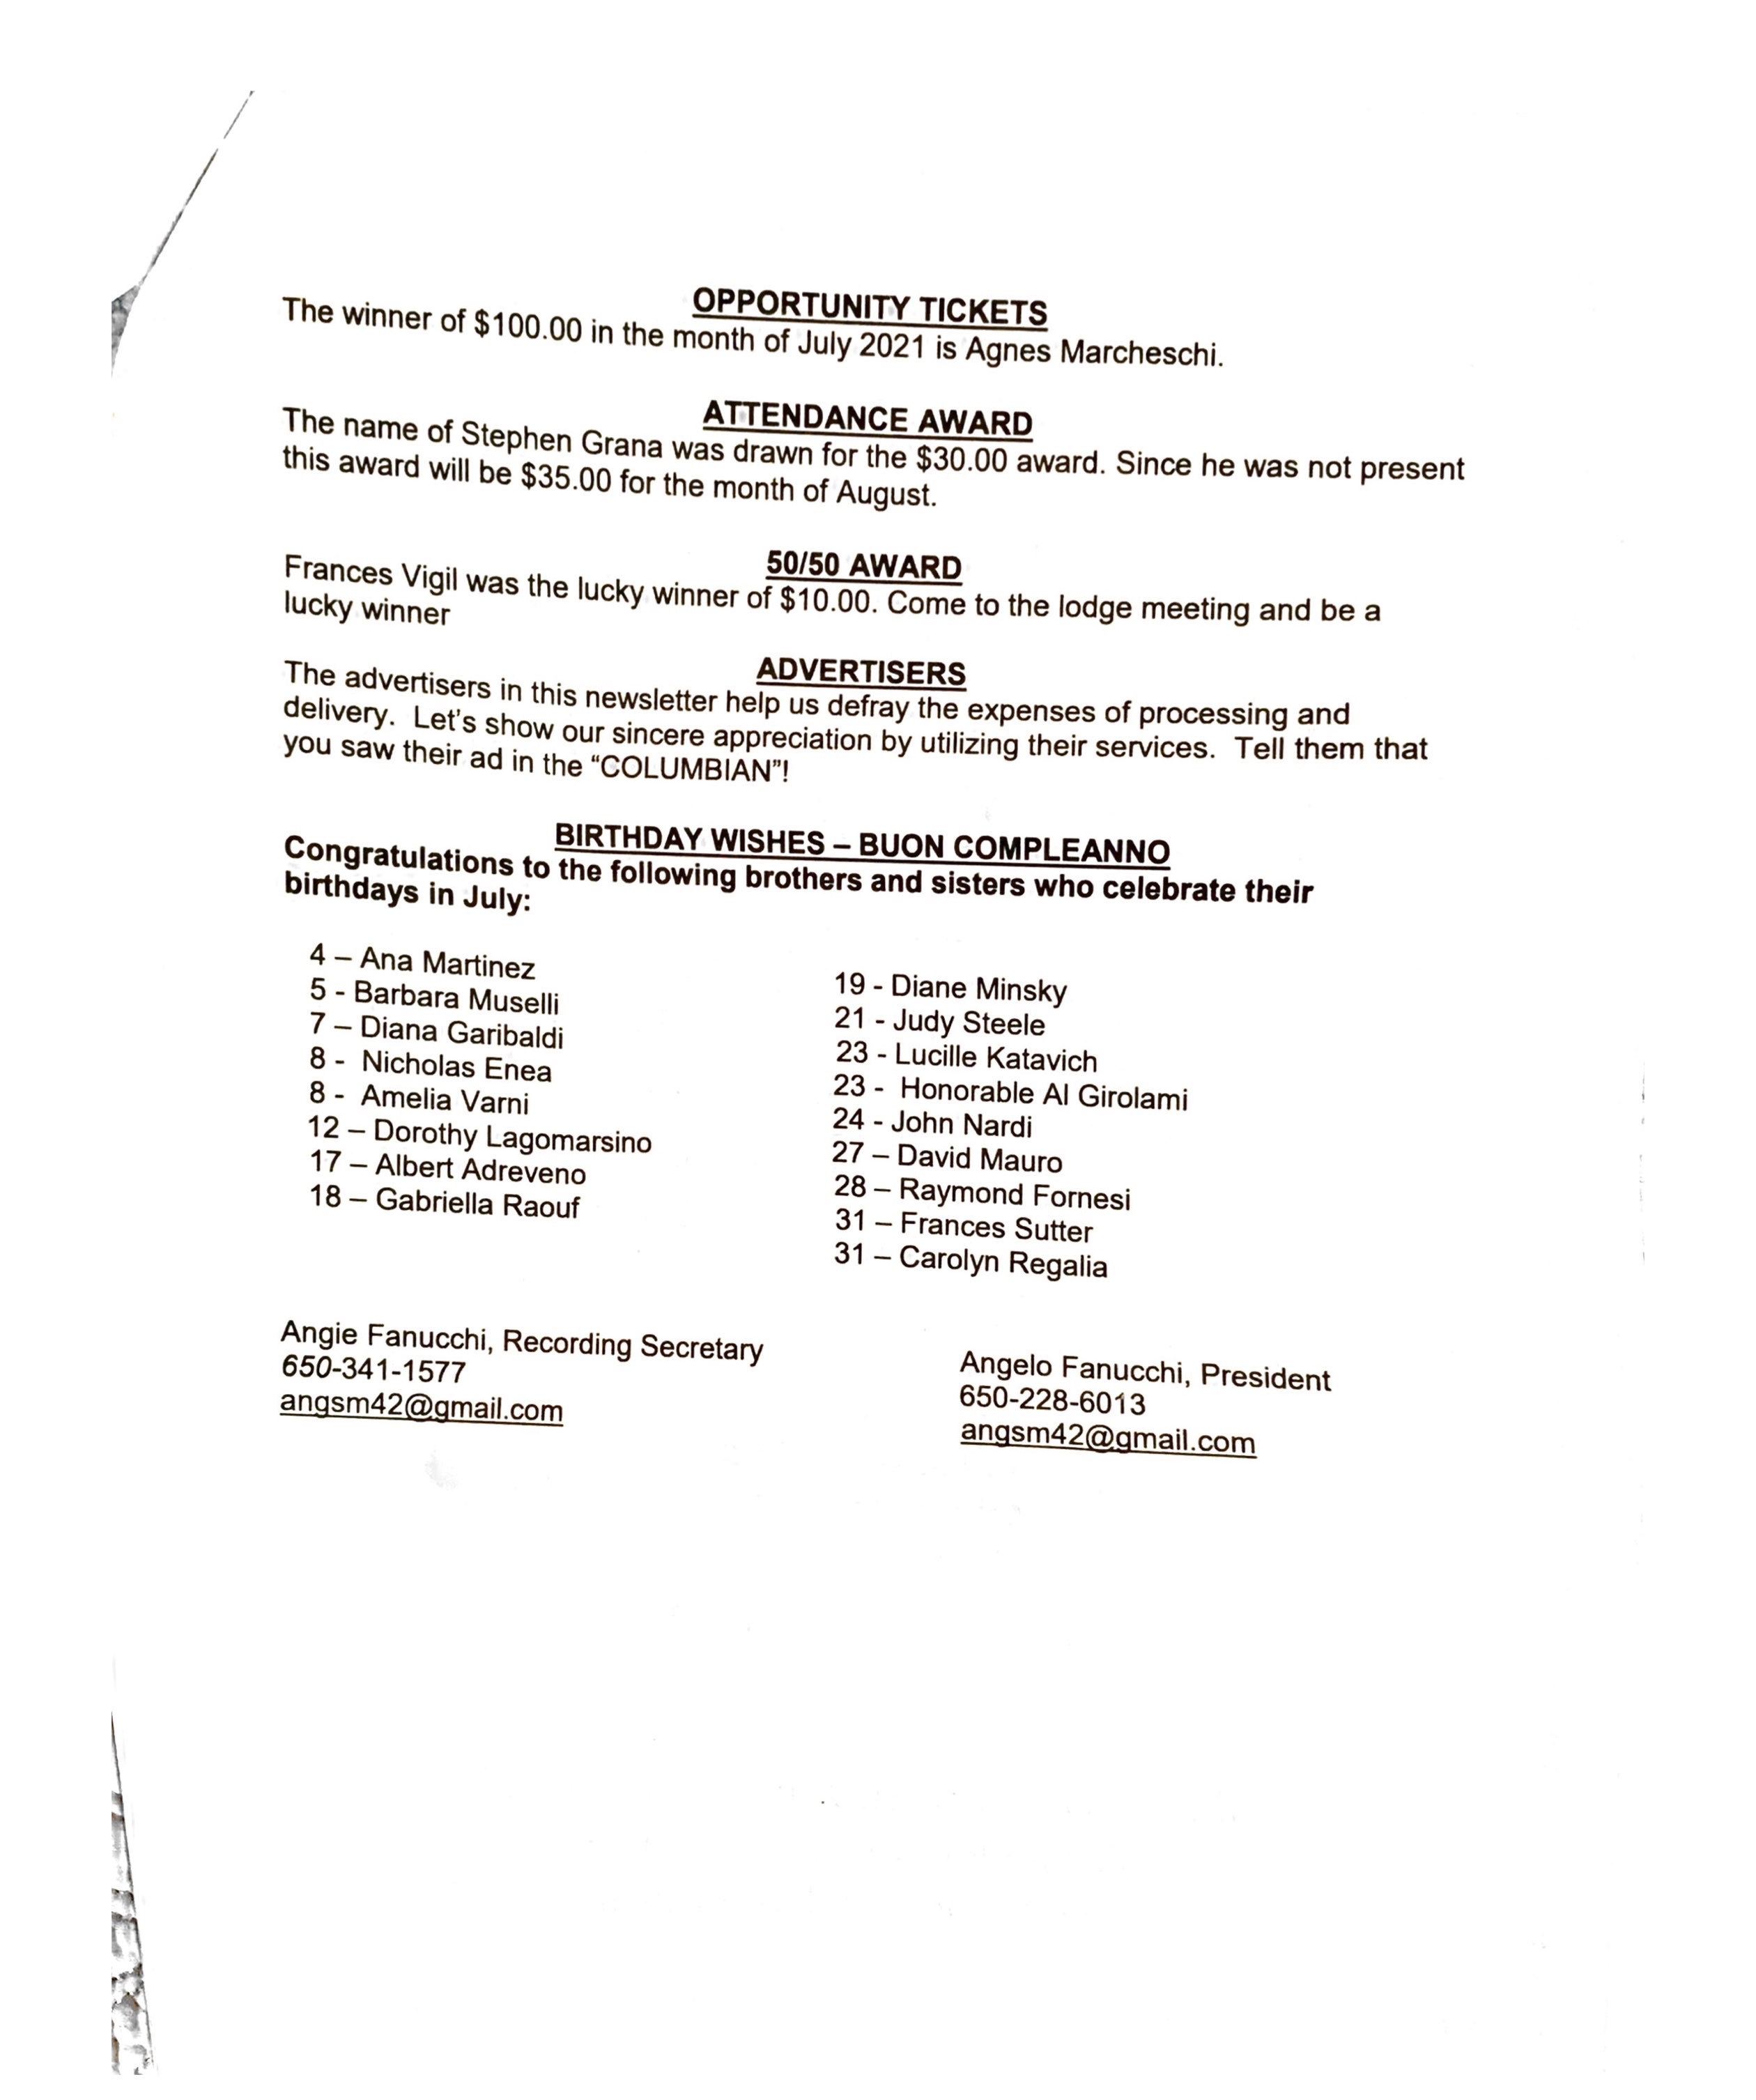 OPPORTUNITY TICKETS
The winner of $100.00 in the month of July 2021 is Agnes Marcheschi.
ATTENDANCE AWARD
The name of Stephen Grana was drawn for the $30.00 award. Since he was not present
this award will be $35.00 for the month of August.
50/50 AWARD
Frances Vigil was the lucky winner of $10.00. Come to the lodge meeting and be a
lucky winner
ADVERTISERS
The advertisers in this newsletter help us defray the expenses of processing and
delivery.  Let's show our sincere appreciation by utilizing their services.  Tell them that
you saw their ad in the “COLUMBIAN”!
BIRTHDAY WISHES – BUON COMPLEANNO
Congratulations to the following brothers and sisters who celebrate their
birthdays in July:
4 – Ana Martinez
5 - Barbara Muselli
7 – Diana Garibaldi
8 -  Nicholas Enea
8 -  Amelia Varni
12 – Dorothy Lagomarsino
17 – Albert Adreveno
18 – Gabriella Raouf
19 - Diane Minsky
21 - Judy Steele
23 - Lucille Katavich
23 -  Honorable Al Girolami
24 - John Nardi
27 – David Mauro
28 – Raymond Fornesi
31 – Frances Sutter
31 – Carolyn Regalia
Angie Fanucchi, Recording Secretary
650-341-1577
angsm42@gmail.com
Angelo Fanucchi, President
650-228-6013
angsm42@gmail.com